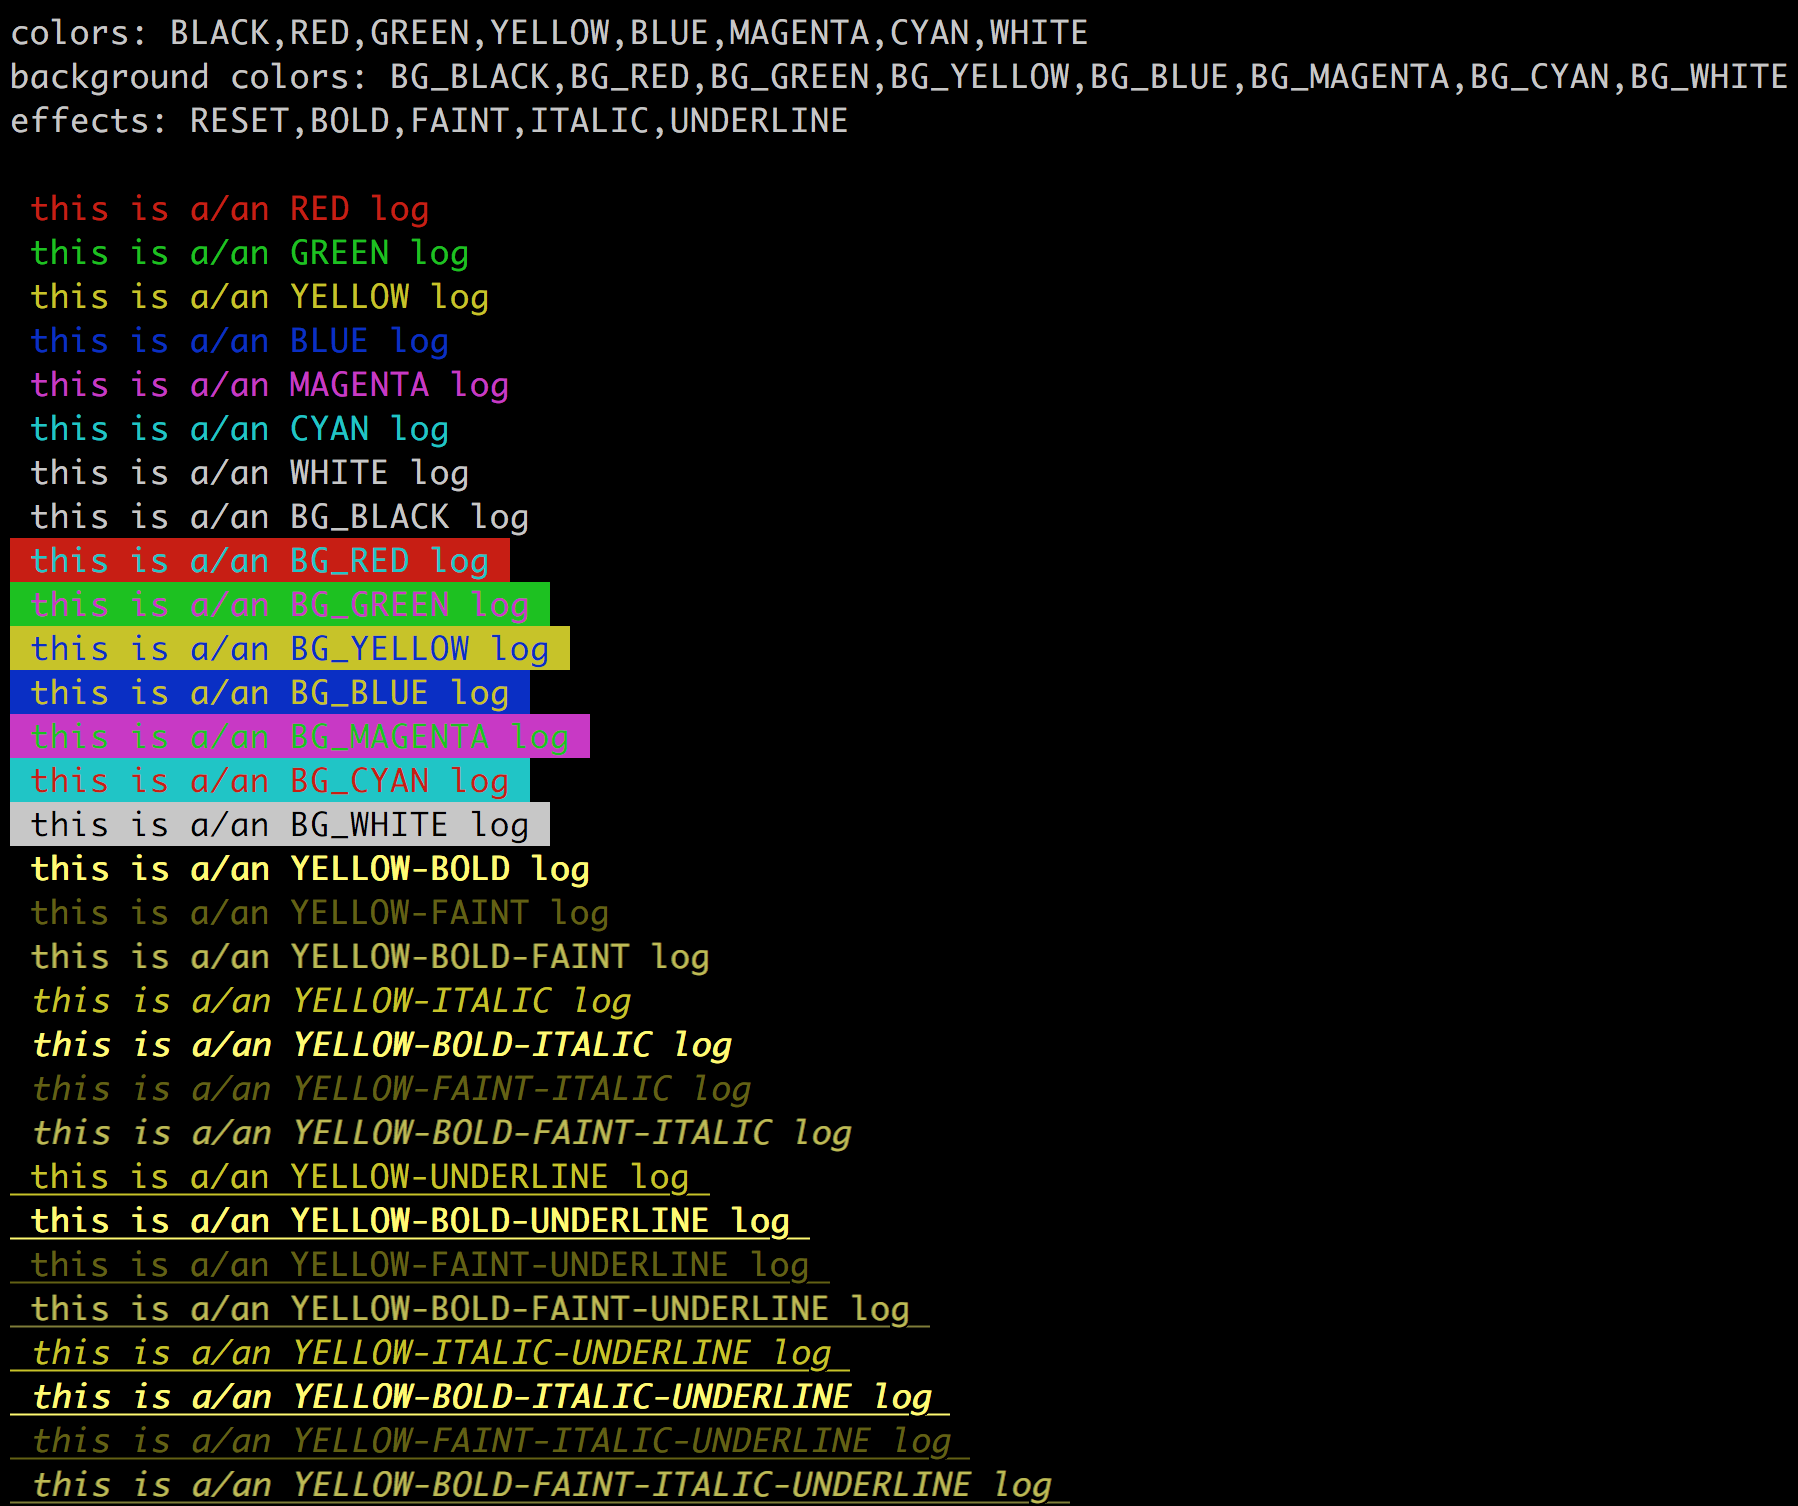 colors: BLACK,RED,GREEN,YELLOW,BLUE,MAGENTA,CYAN,WHITE
background colors: BG_BLACK,BG_RED,BG_GREEN,BG_YELLOW,BG_BLUE,BG_MAGENTA,BG_CYAN,BG_WHITE
effects: RESET,BOLD,FAINT,ITALIC,UNDERLINE
this is a/an RED log
this is a/an GREEN log
this is a/an YELLOW log
this is a/an BLUE log
this is a/an MAGENTA log
this is a/an CYAN log
this is a/an WHITE log
this is a/an BG_BLACK log
this is a/an BG_RED log
this is a/an BG_GREEN log
this is a/an BG_YELLOW log
this is a/an BG_BLUE log
this is a/an BG_MAGENTA log
this is a/an BG_CYAN log
this is a/an BG_WHITE log
this is a/an YELLOW-BOLD log
this is a/an YELLOW-FAINT log
this is a/an YELLOW-BOLD-FAINT log
this is a/an YELLOW-ITALIC log
this is a/an YELLOW-BOLD-ITALIC log
this is a/an YELLOW-FAINT-ITALIC log
this is a/an YELLOW-BOLD-FAINT-ITALIC log
this is a/an YELLOW-UNDERLINE log
this is a/an YELLOW-BOLD-UNDERLINE log
this is a/an YELLOW-FAINT-UNDERLINE log
this is a/an YELLOW-BOLD-FAINT-UNDERLINE log
this is a/an YELLOW-ITALIC-UNDERLINE log
this is a/an YELLOW-BOLD-ITALIC-UNDERLINE log
this is a/an YELLOW-FAINT-ITALIC-UNDERLINE log
this is a/an YELLOW-BOLD-FAINT-ITALIC-UNDERLINE log